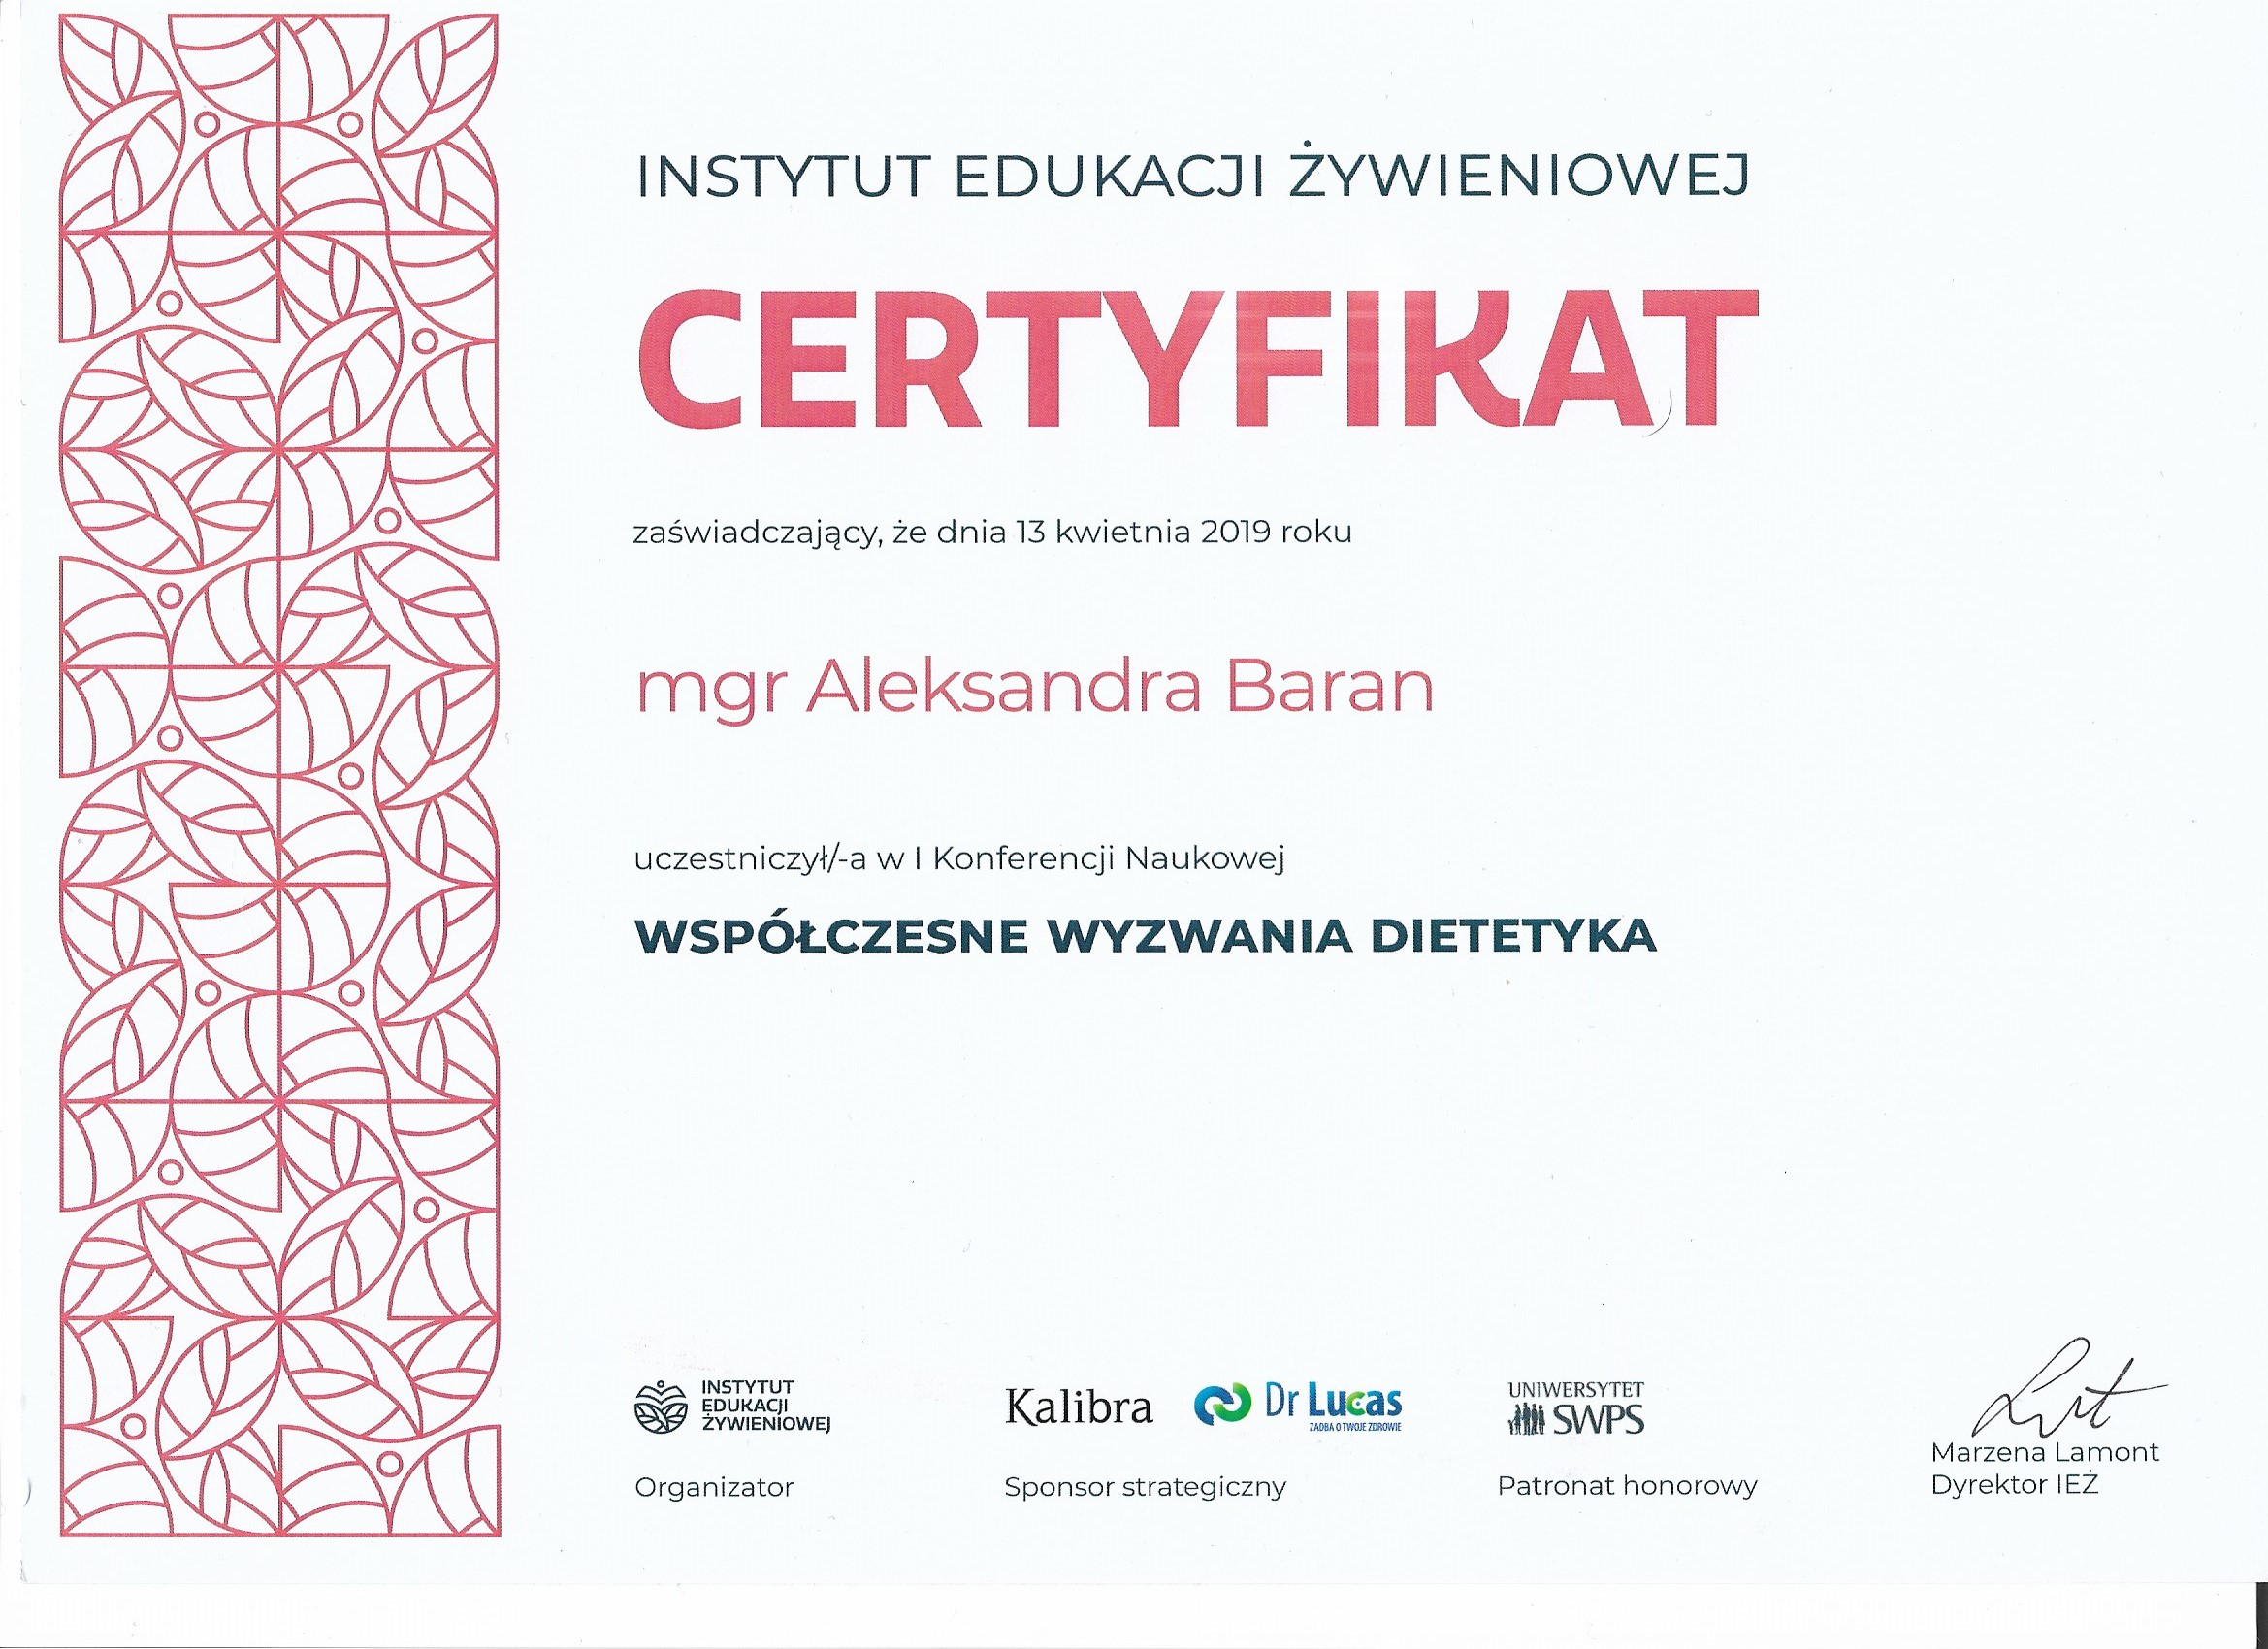 INSTYTUT EDUKACJI ŻYWIENIOWEJ
CERTYFIKAT
zaświadczający, że dnia 13 kwietnia 2019 roku
mgr Aleksandra Baran
uczestniczył/-a w I Konferencji Naukowej
WSPÓŁCZESNE WYZWANIA DIETETYKA
INSTYTUT
EDUKACJI
ŻYWIENIOWEJ
Organizator
Kalibra
Dr Lucas
ZADBA O TWOJE ZDROWIE
Sponsor strategiczny
UNIWERSYTET
SWPS
Patronat honorowy
Marzena Lamont
Dyrektor IEŻ